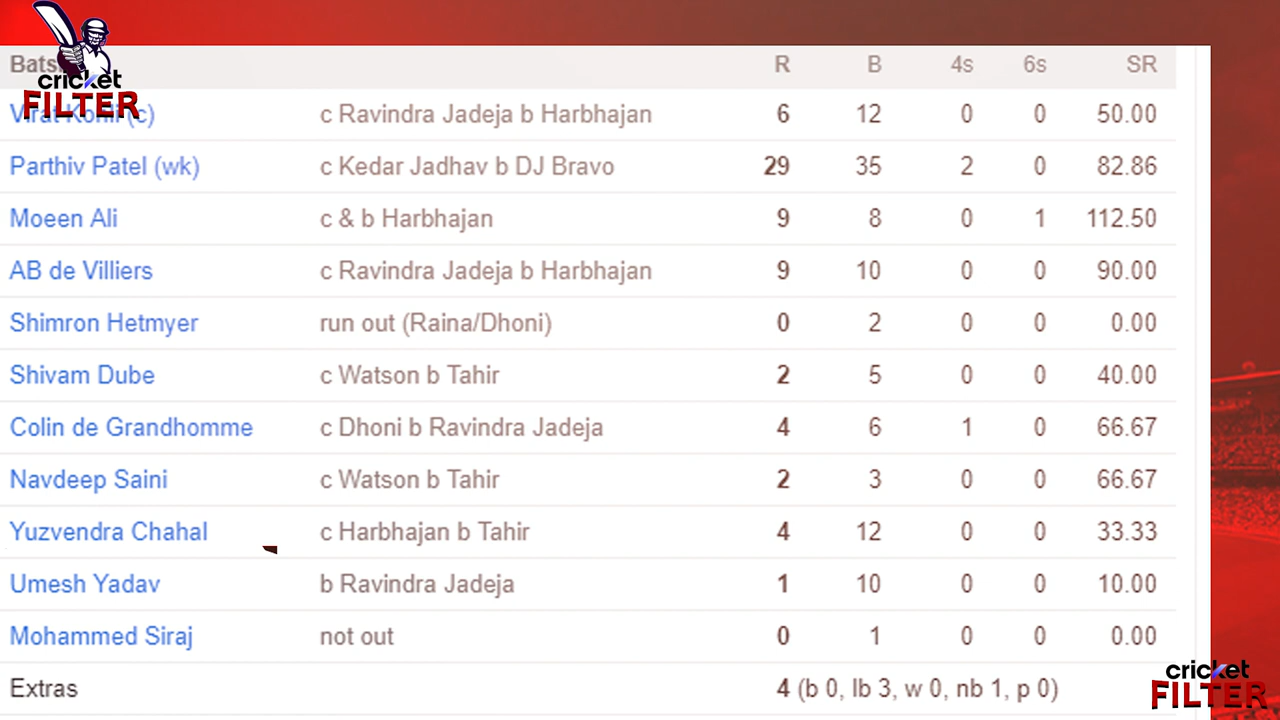 Bats R B 4s 6s SR
cricket
FILTER
Virat Kohli (c) c Ravindra Jadeja b Harbhajan 6 12 0 0 50.00
Parthiv Patel (wk) c Kedar Jadhav b DJ Bravo 29 35 2 0 82.86
Moeen Ali c & b Harbhajan 9 8 0 1 112.50
AB de Villiers c Ravindra Jadeja b Harbhajan 9 10 0 0 90.00
Shimron Hetmyer run out (Raina/Dhoni) 0 2 0 0 0.00
Shivam Dube c Watson b Tahir 2 5 0 0 40.00
Colin de Grandhomme c Dhoni b Ravindra Jadeja 4 6 1 0 66.67
Navdeep Saini c Watson b Tahir 2 3 0 0 66.67
Yuzvendra Chahal c Harbhajan b Tahir 4 12 0 0 33.33
Umesh Yadav b Ravindra Jadeja 1 10 0 0 10.00
Mohammed Siraj not out 0 1 0 0 0.00
Extras 4 (b 0, lb 3, w 0, nb 1, p 0)
cricket
FILTER